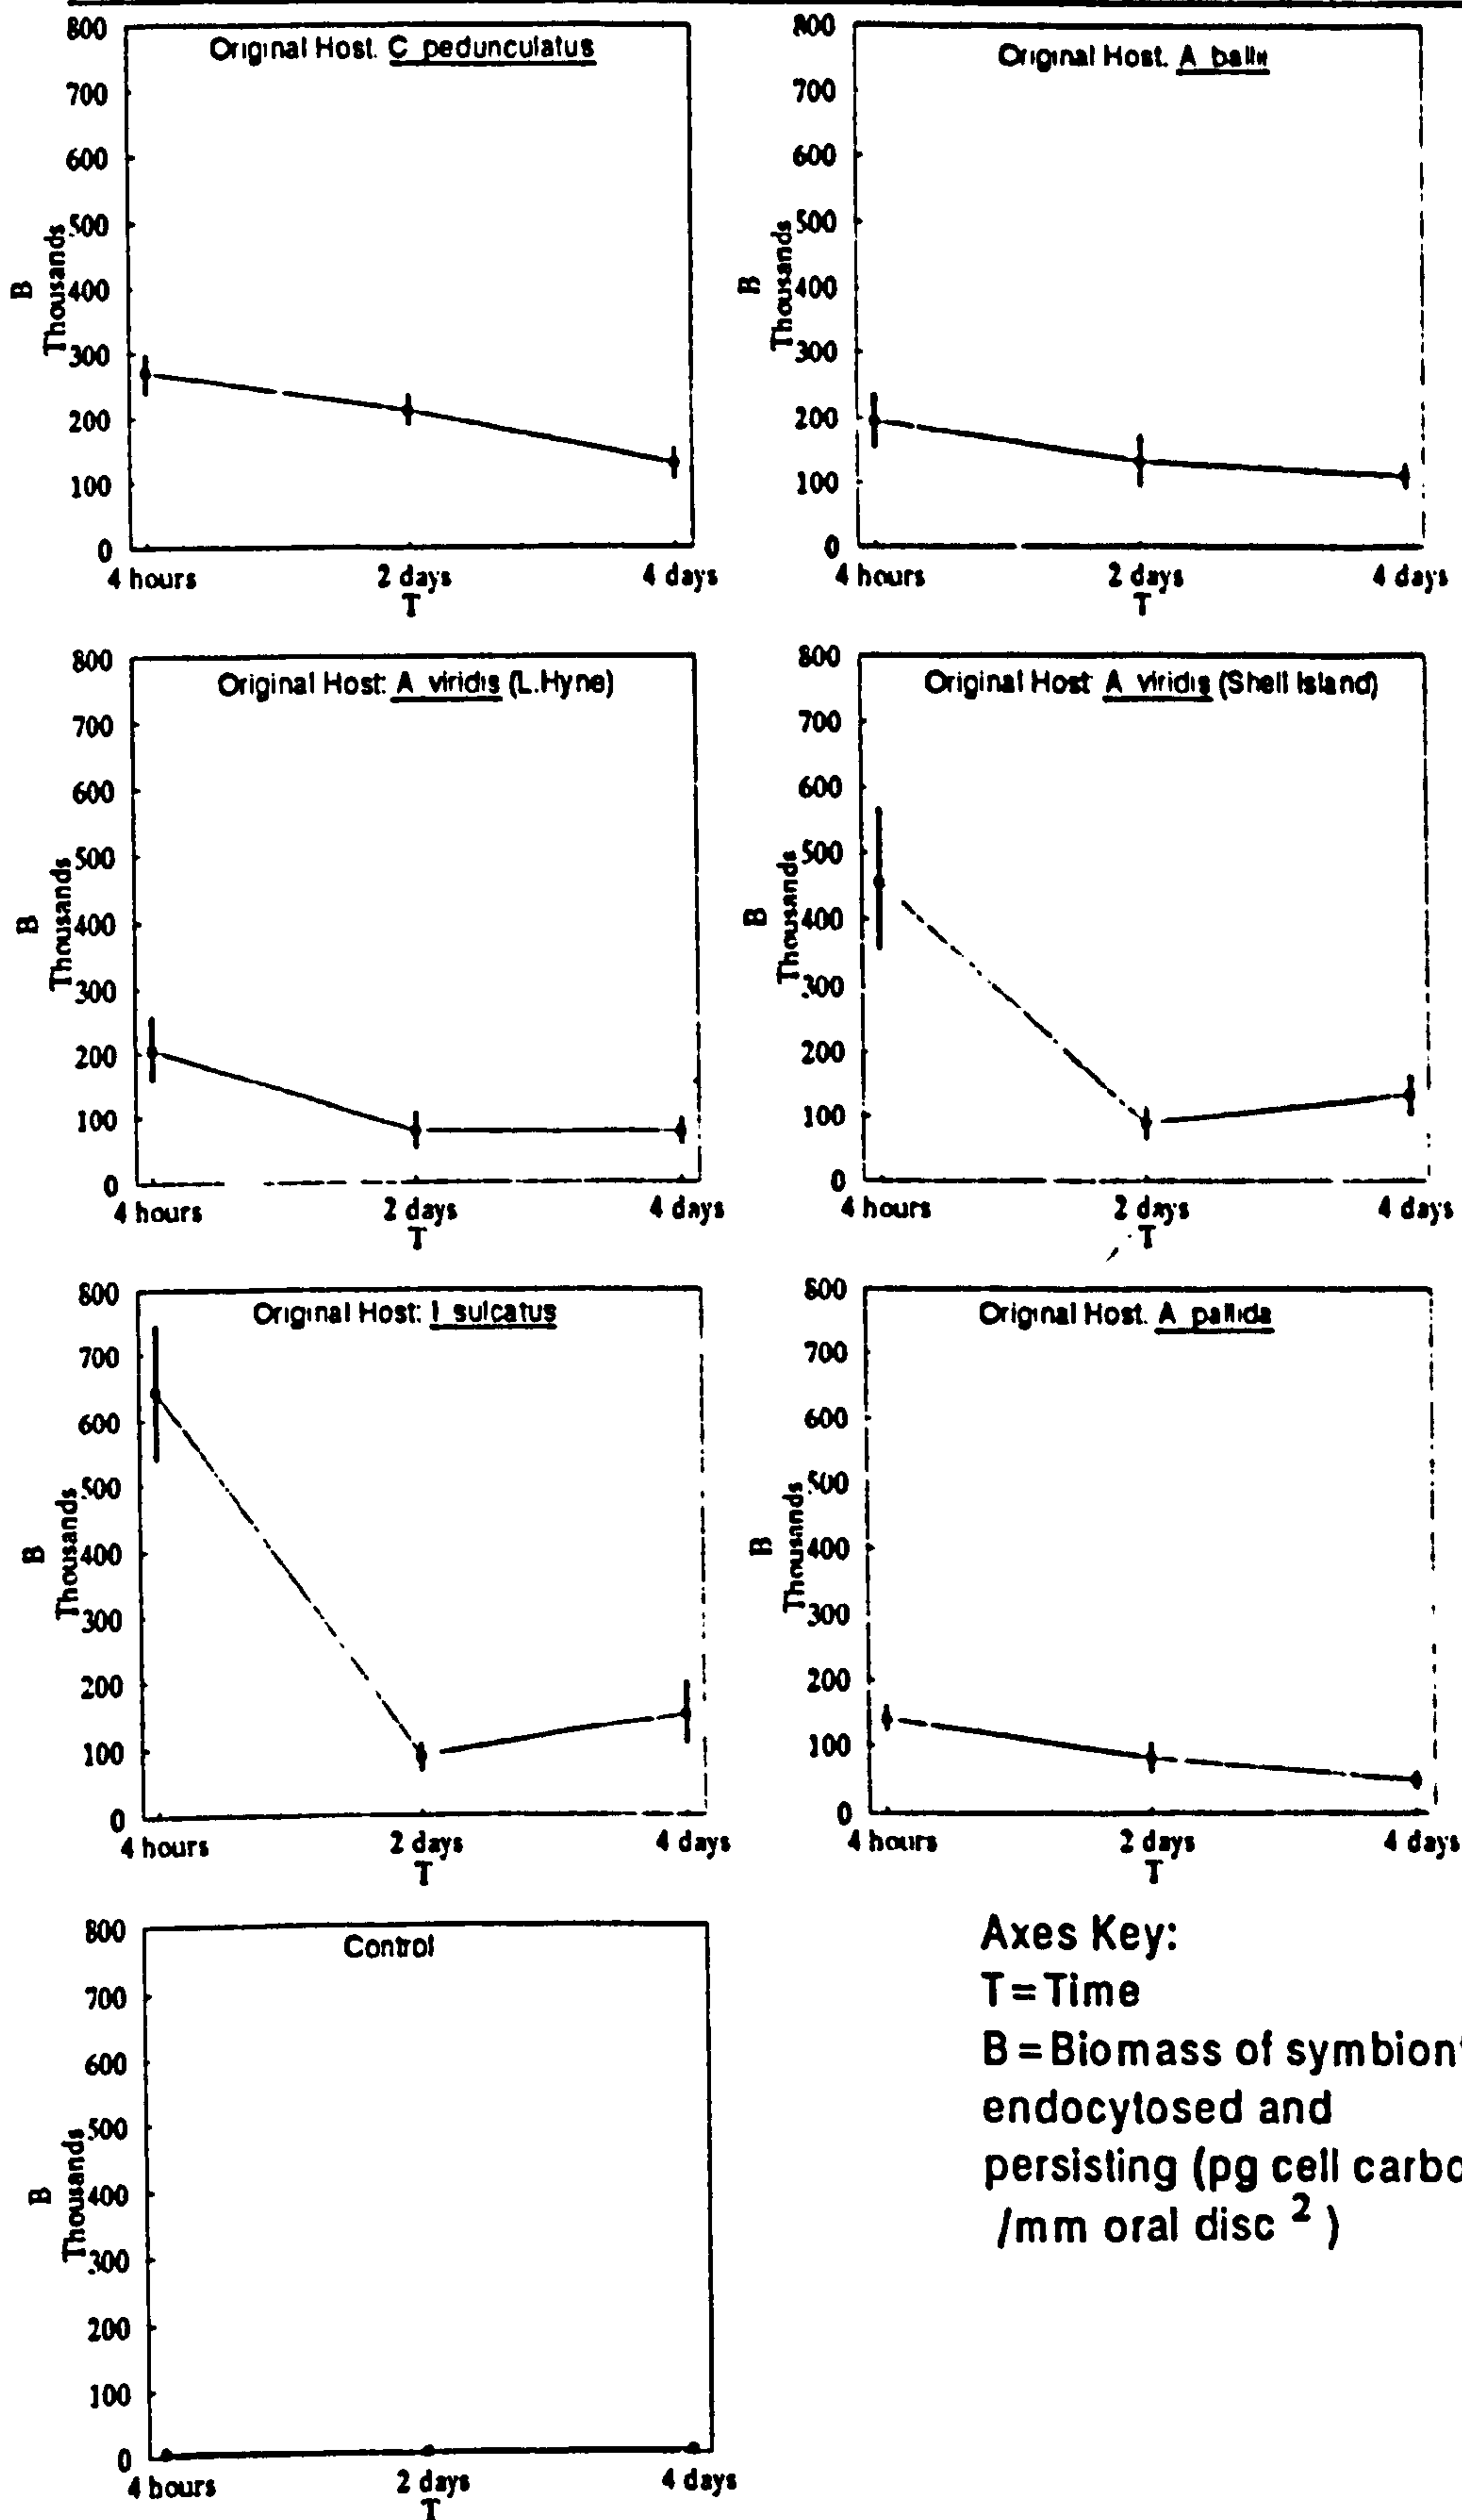 Original Host. C pedunculatus
800
700
600
500
400
300
200
100
0
B
Thousands
4 hours 2 days 4 days
T
Original Host. A ballii
800
700
600
500
400
300
200
100
0
B
Thousands
4 hours 2 days 4 days
T
Original Host: A viridis (L.Hyne)
800
700
600
500
400
300
200
100
0
B
Thousands
4 hours 2 days 4 days
T
Original Host A viridis (Shell Island)
800
700
600
500
400
300
200
100
0
B
Thousands
4 hours 2 days 4 days
T
Original Host: I sulcatus
800
700
600
500
400
300
200
100
0
B
Thousands
4 hours 2 days 4 days
T
Original Host. A pallida
800
700
600
500
400
300
200
100
0
B
Thousands
4 hours 2 days 4 days
T
Control
800
700
600
500
400
300
200
100
0
B
Thousands
4 hours 2 days 4 days
T
Axes Key:
T=Time
B=Biomass of symbiont
endocytosed and
persisting (pg cell carbo
/mm oral disc ²)